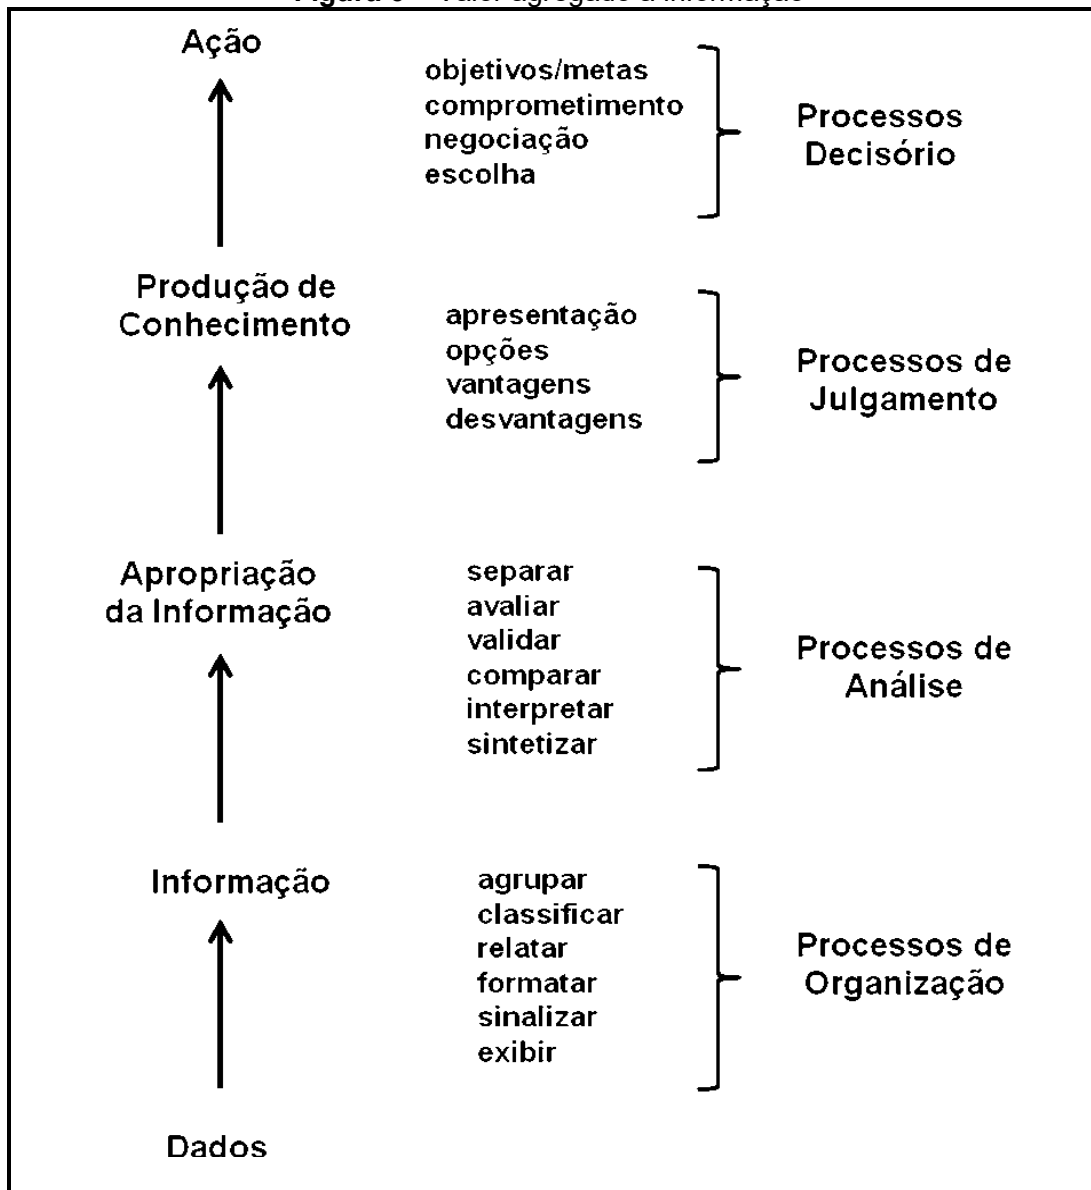 Ação
objetivos/metas
comprometimento
negociação
escolha
Processos
Decisório
Produção de
Conhecimento
apresentação
opções
vantagens
desvantagens
Processos de
Julgamento
Apropriação
da Informação
separar
avaliar
validar
comparar
interpretar
sintetizar
Processos de
Análise
Informação
agrupar
classificar
relatar
formatar
sinalizar
exibir
Processos de
Organização
Dados